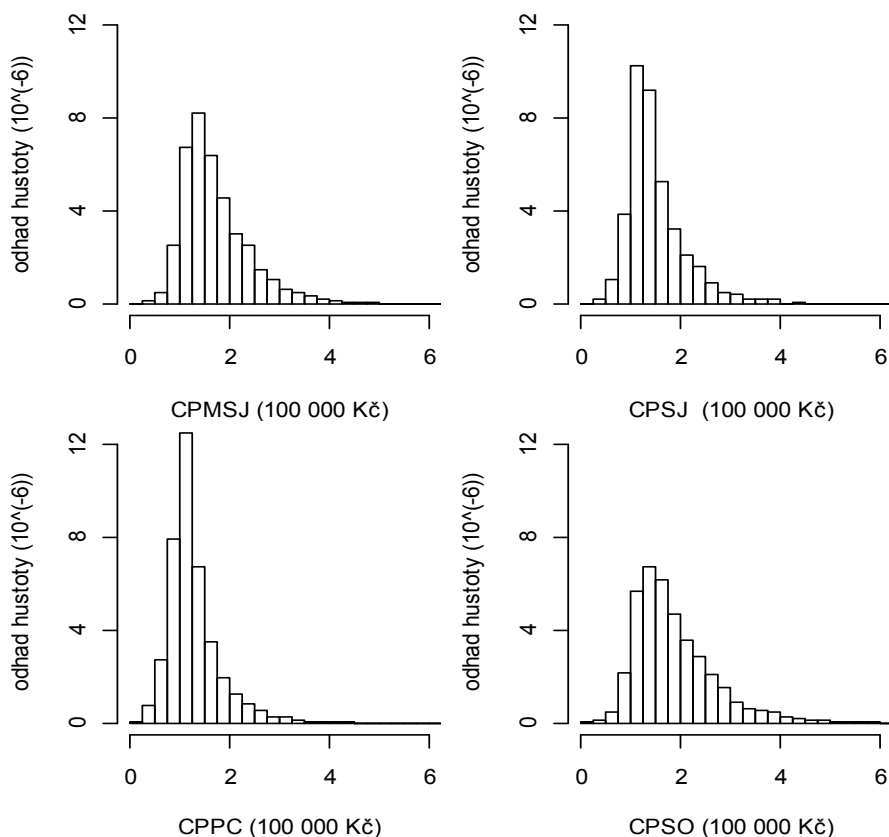 odhad hustoty (10^(-6))
12
8
4
0
0 2 4 6
CPMSJ (100 000 Kč)
odhad hustoty (10^(-6))
12
8
4
0
0 2 4 6
CPSJ (100 000 Kč)
odhad hustoty (10^(-6))
12
8
4
0
0 2 4 6
CPPC (100 000 Kč)
odhad hustoty (10^(-6))
12
8
4
0
0 2 4 6
CPSO (100 000 Kč)